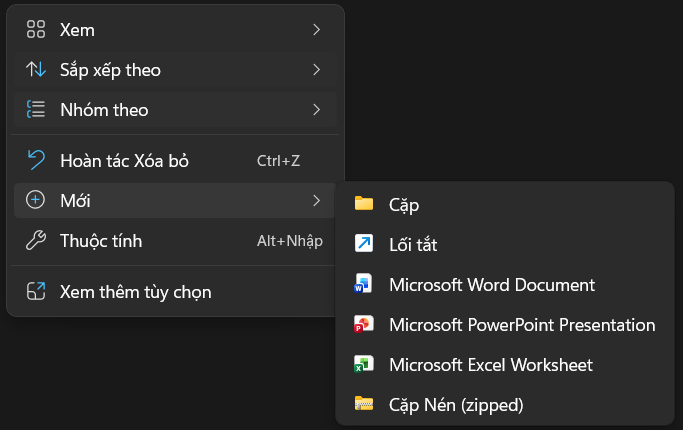 Xem
Sắp xếp theo
Nhóm theo
Hoàn tác Xóa bỏ Ctrl+Z
Mới
Thuộc tính Alt+Nhập
Xem thêm tùy chọn
Cặp
Lối tắt
Microsoft Word Document
Microsoft PowerPoint Presentation
Microsoft Excel Worksheet
Cặp Nén (zipped)